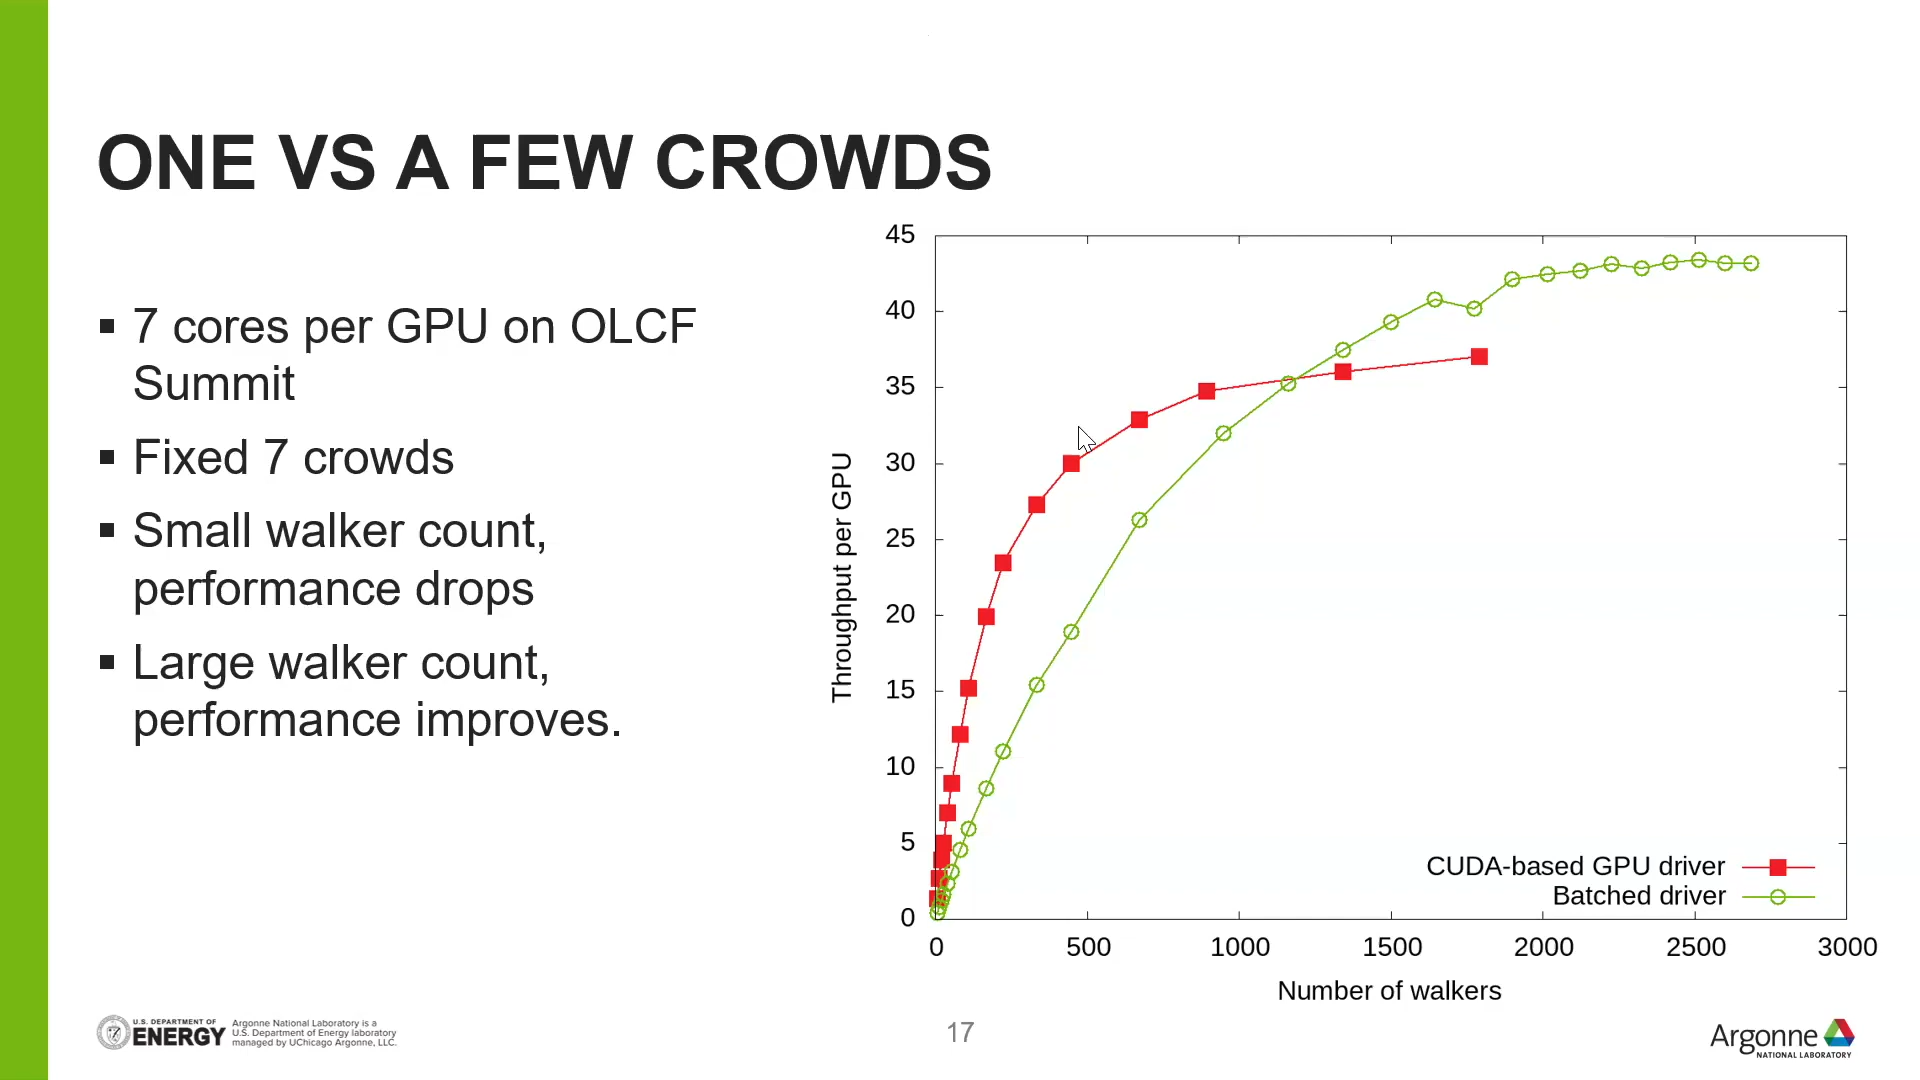 ONE VS A FEW CROWDS
▪ 7 cores per GPU on OLCF
Summit
▪ Fixed 7 crowds
▪ Small walker count,
performance drops
▪ Large walker count,
performance improves.
45
40
35
30
25
20
15
10
5
0
Throughput per GPU
CUDA-based GPU driver
Batched driver
0 500 1000 1500 2000 2500 3000
Number of walkers
U.S. DEPARTMENT OF
ENERGY
Argonne National Laboratory is a
U.S. Department of Energy laboratory
managed by UChicago Argonne, LLC.
17
Argonne
NATIONAL LABORATORY